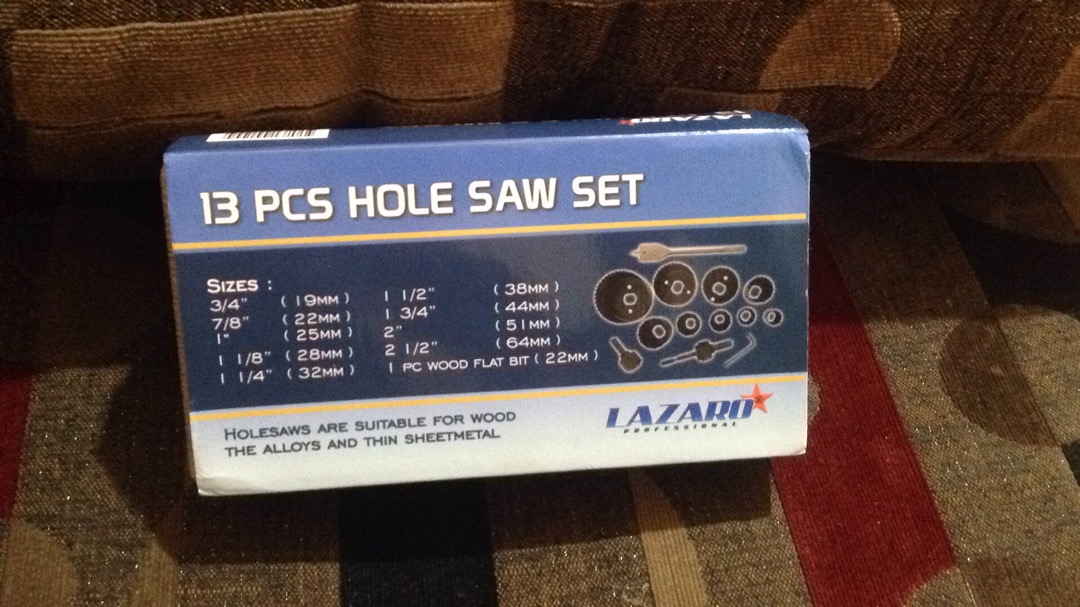 LAZARO
13 PCS HOLE SAW SET
SIZES :
3/4" ( 19MM )
7/8" ( 22MM )
1" ( 25MM )
1 1/8" ( 28MM )
1 1/4" ( 32MM )
1 1/2" ( 38MM )
1 3/4" ( 44MM )
2" ( 51MM )
2 1/2" ( 64MM )
1 PC WOOD FLAT BIT ( 22MM )
HOLESAWS ARE SUITABLE FOR WOOD
THE ALLOYS AND THIN SHEETMETAL
LAZARO
PROFESSIONAL